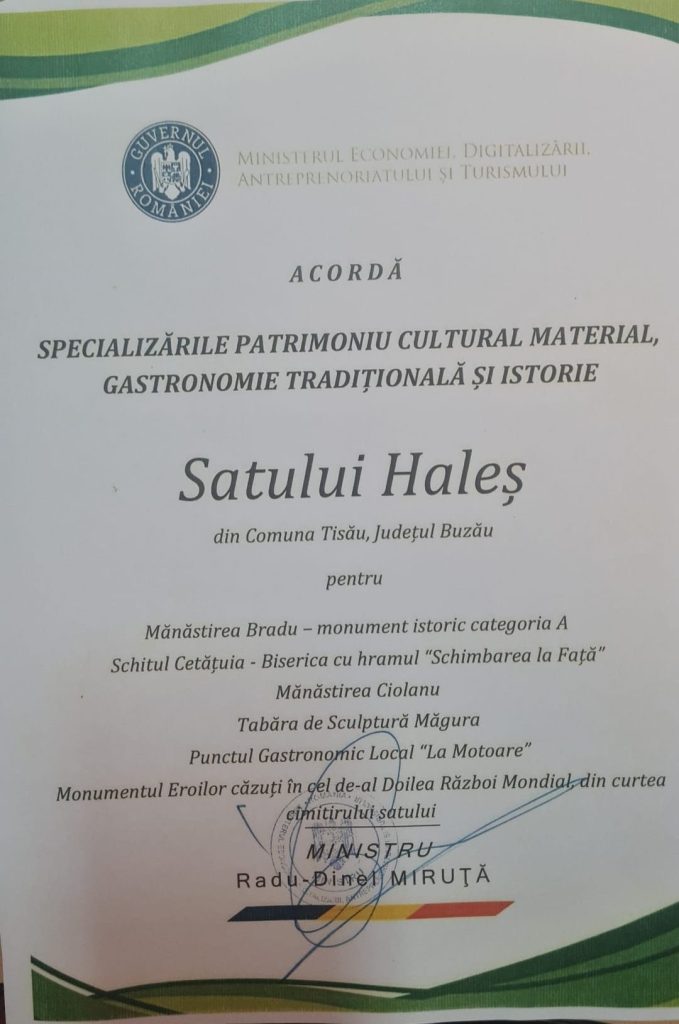 GUVERNUL ROMÂNIEI
MINISTERUL ECONOMIEI, DIGITALIZĂRII,
ANTREPRENORIATULUI ȘI TURISMULUI
ACORDĂ
SPECIALIZĂRILE PATRIMONIU CULTURAL MATERIAL,
GASTRONOMIE TRADIȚIONALĂ ȘI ISTORIE
Satului Haleș
din Comuna Tisău, Județul Buzău
pentru
Mănăstirea Bradu – monument istoric categoria A
Schitul Cetățuia - Biserica cu hramul “Schimbarea la Față”
Mănăstirea Ciolanu
Tabăra de Sculptură Măgura
Punctul Gastronomic Local “La Motoare”
Monumentul Eroilor căzuți în cel de-al Doilea Război Mondial, din curtea
cimitirului satului
MINISTRU
Radu-Dinel MIRUŢĂ